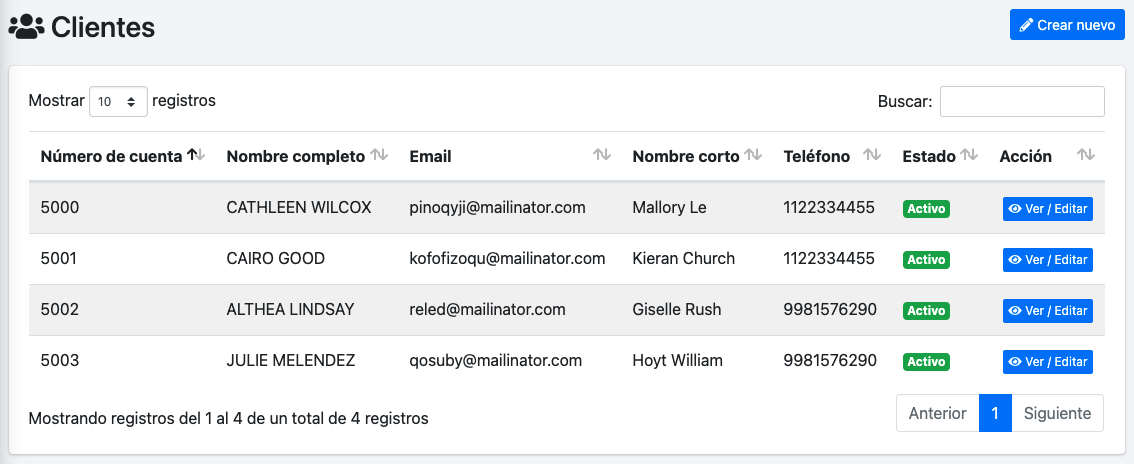 Clientes
Crear nuevo
Mostrar 10 registros
Buscar:
Número de cuenta Nombre completo Email Nombre corto Teléfono Estado Acción
5000 CATHLEEN WILCOX pinoqyji@mailinator.com Mallory Le 1122334455 Activo Ver / Editar
5001 CAIRO GOOD kofofizoqu@mailinator.com Kieran Church 1122334455 Activo Ver / Editar
5002 ALTHEA LINDSAY reled@mailinator.com Giselle Rush 9981576290 Activo Ver / Editar
5003 JULIE MELENDEZ qosuby@mailinator.com Hoyt William 9981576290 Activo Ver / Editar
Mostrando registros del 1 al 4 de un total de 4 registros
Anterior 1 Siguiente